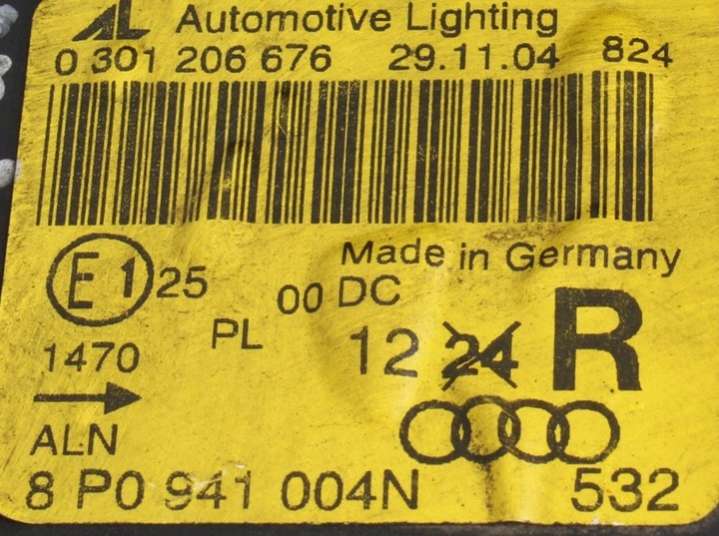 AL Automotive Lighting
0 301 206 676 29.11.04 824
Made in Germany
E1 25 00 DC
PL 12 24 R
1470
ALN
8 P0 941 004N 532